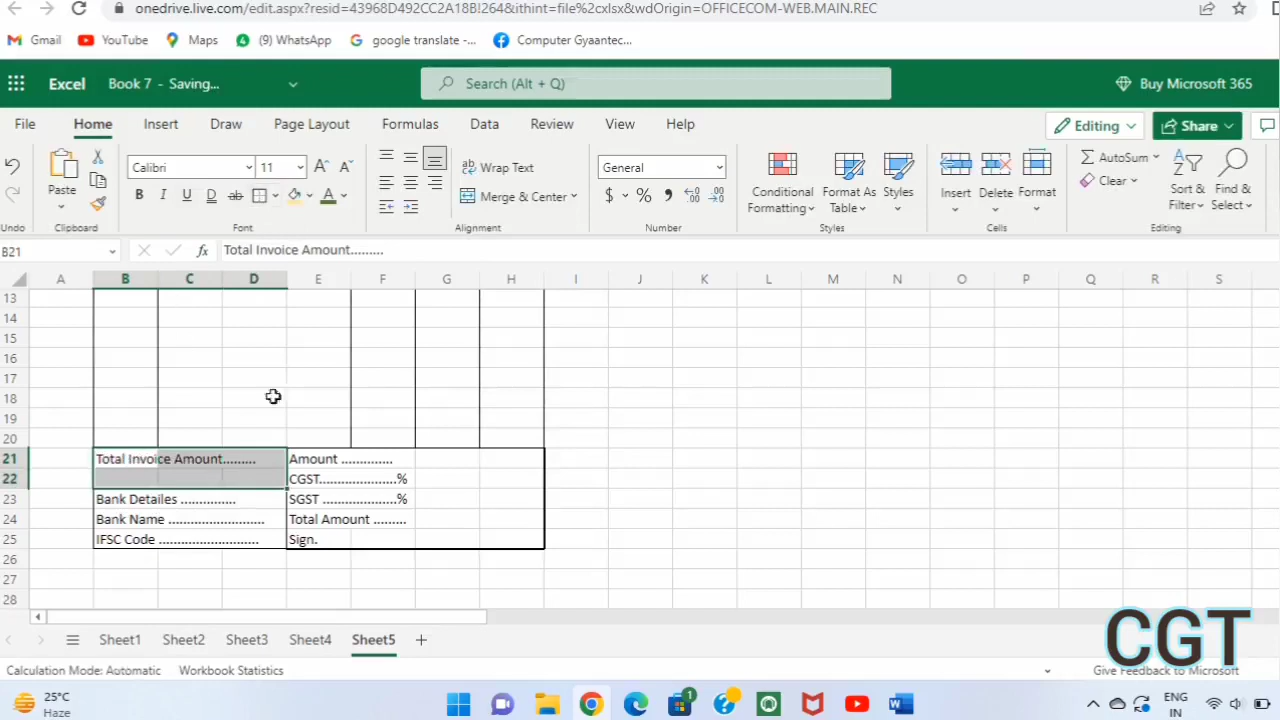 onedrive.live.com/edit.aspx?resid=43968D492CC2A18B!264&ithint=file%2cxlsx&wdOrigin=OFFICECOM-WEB.MAIN.REC
Gmail YouTube Maps (9) WhatsApp google translate -... Computer Gyaantec...
Excel Book 7 - Saving... Search (Alt + Q) Buy Microsoft 365
File Home Insert Draw Page Layout Formulas Data Review View Help Editing Share
Paste Calibri 11 Wrap Text General Conditional Formatting Format As Table Styles Insert Delete Format AutoSum Sort & Filter Find & Select
B I U D ab A Merge & Center $ % Clear
Undo Clipboard Font Alignment Number Styles Cells Editing
B21 fx Total Invoice Amount.........
A B C D E F G H I J K L M N O P Q R S
13
14
15
16
17
18
19
20
21 Total Invoice Amount......... Amount ..............
22 CGST......................%
23 Bank Detailes ............... SGST .....................%
24 Bank Name .......................... Total Amount .........
25 IFSC Code ........................... Sign.
26
27
28
CGT
Sheet1 Sheet2 Sheet3 Sheet4 Sheet5 +
Calculation Mode: Automatic Workbook Statistics Give Feedback to Microsoft
25°C
Haze
1
ENG
IN